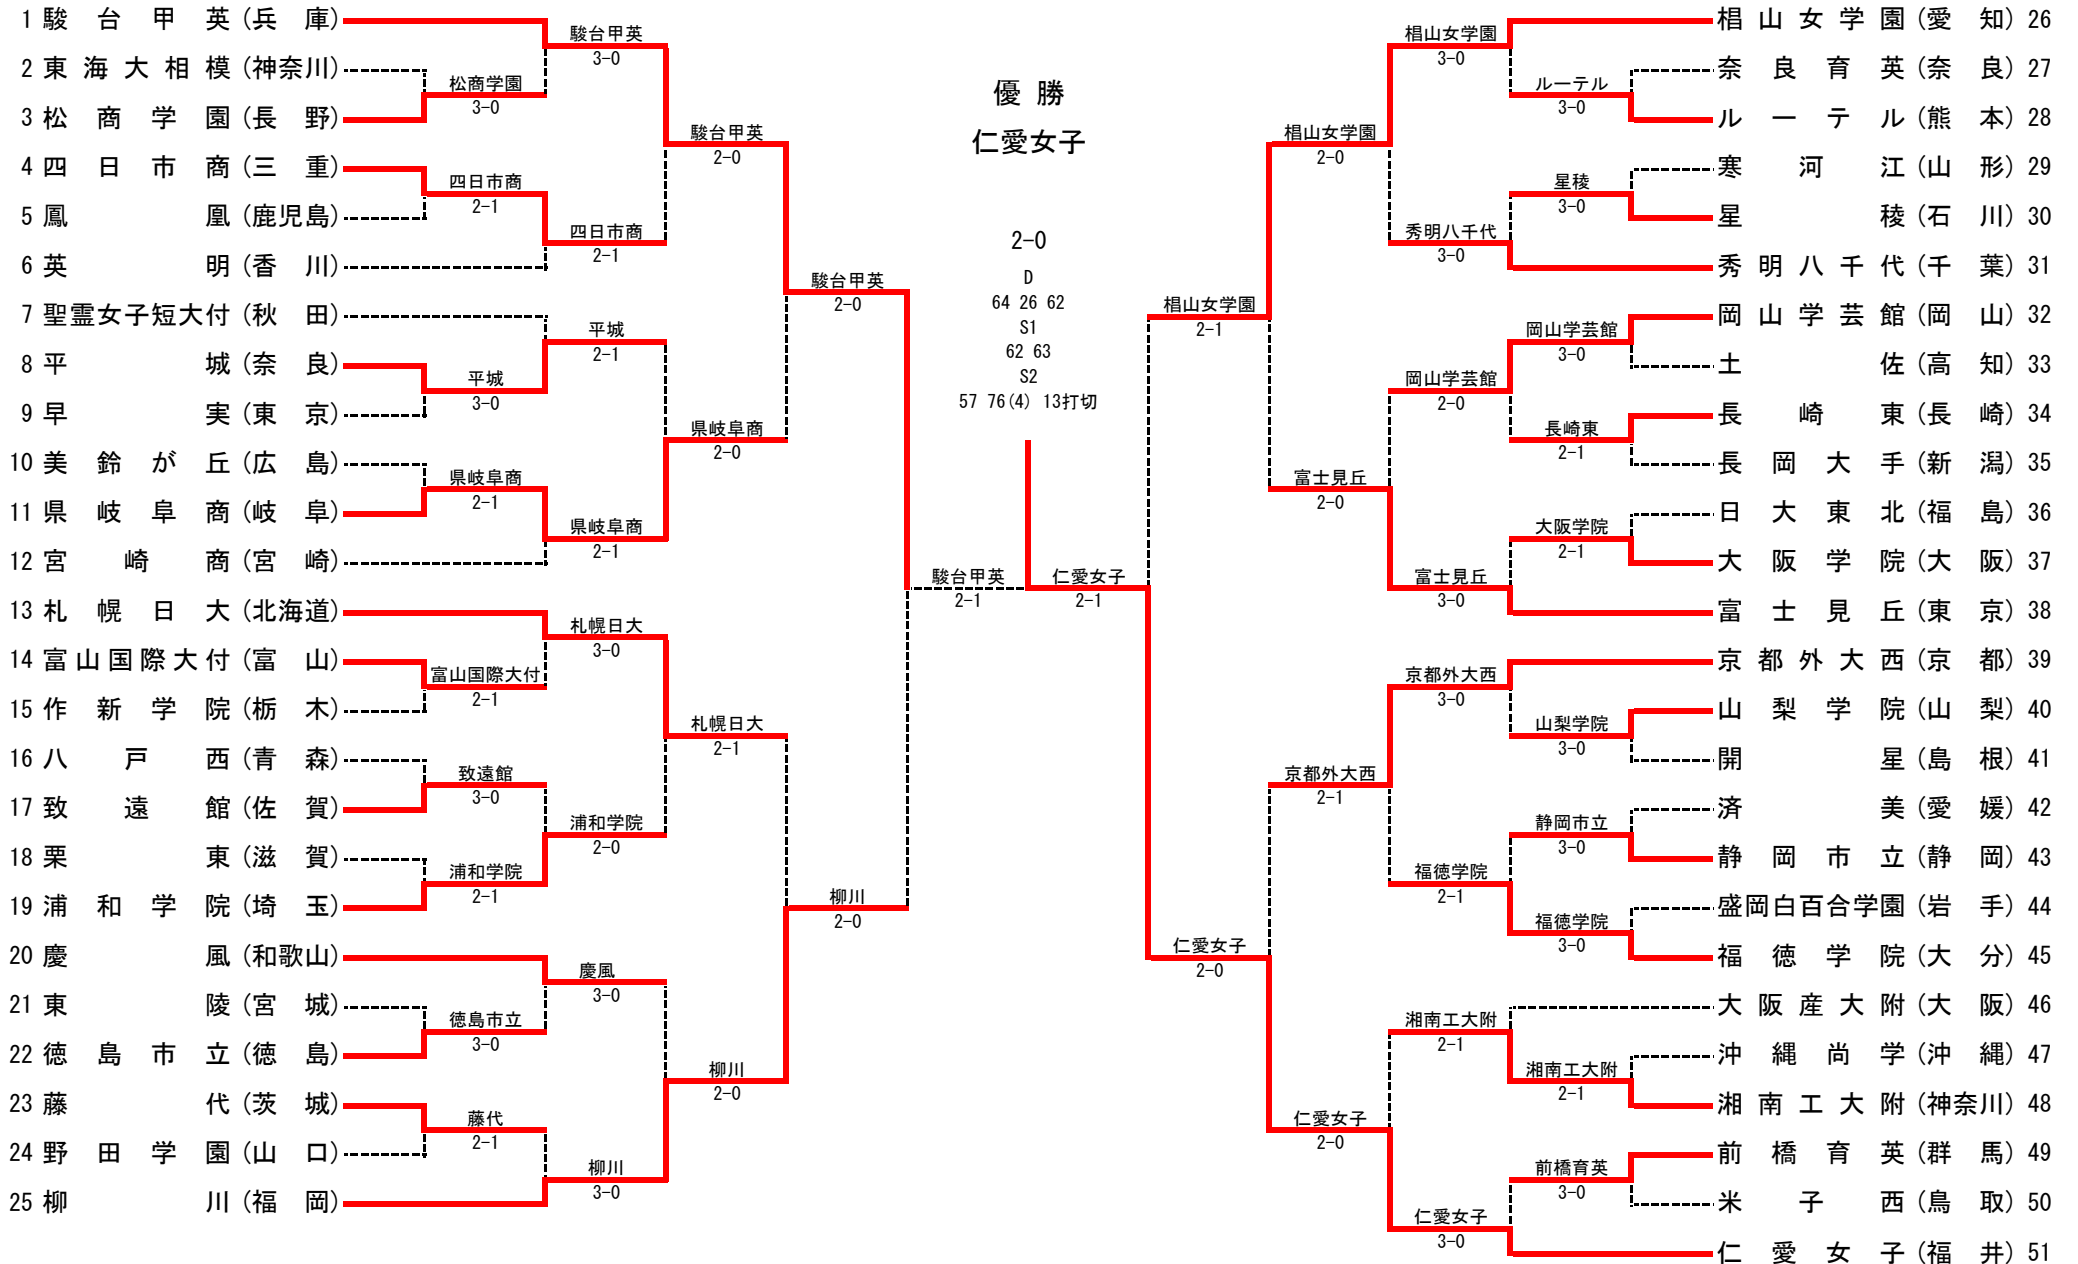 1 駿台甲英(兵庫)
2 東海大相模(神奈川)
3 松商学園(長野)
4 四日市商(三重)
5 鳳凰(鹿児島)
6 英明(香川)
7 聖霊女子短大付(秋田)
8 平城(奈良)
9 早実(東京)
10 美鈴が丘(広島)
11 県岐阜商(岐阜)
12 宮崎商(宮崎)
13 札幌日大(北海道)
14 富山国際大付(富山)
15 作新学院(栃木)
16 八戸西(青森)
17 致遠館(佐賀)
18 栗東(滋賀)
19 浦和学院(埼玉)
20 慶風(和歌山)
21 東陵(宮城)
22 徳島市立(徳島)
23 藤代(茨城)
24 野田学園(山口)
25 柳川(福岡)
松商学園
3-0
四日市商
2-1
平城
3-0
県岐阜商
2-1
富山国際大付
2-1
致遠館
3-0
浦和学院
2-1
徳島市立
3-0
藤代
2-1
駿台甲英
3-0
四日市商
2-1
平城
2-1
県岐阜商
2-1
札幌日大
3-0
浦和学院
2-0
慶風
3-0
柳川
3-0
駿台甲英
2-0
県岐阜商
2-0
札幌日大
2-1
柳川
2-0
駿台甲英
2-0
柳川
2-0
駿台甲英
2-1
優勝
仁愛女子
2-0
D
64 26 62
S1
62 63
S2
57 76(4) 13打切
仁愛女子
2-1
椙山女学園
2-1
仁愛女子
2-0
椙山女学園
2-0
富士見丘
2-0
京都外大西
2-1
仁愛女子
2-0
椙山女学園
3-0
秀明八千代
3-0
岡山学芸館
2-0
富士見丘
3-0
京都外大西
3-0
福徳学院
2-1
湘南工大附
2-1
仁愛女子
3-0
ルーテル
3-0
星稜
3-0
岡山学芸館
3-0
長崎東
2-1
大阪学院
2-1
山梨学院
3-0
静岡市立
3-0
福徳学院
3-0
湘南工大附
2-1
前橋育英
3-0
椙山女学園(愛知) 26
奈良育英(奈良) 27
ルーテル(熊本) 28
寒河江(山形) 29
星稜(石川) 30
秀明八千代(千葉) 31
岡山学芸館(岡山) 32
土佐(高知) 33
長崎東(長崎) 34
長岡大手(新潟) 35
日大東北(福島) 36
大阪学院(大阪) 37
富士見丘(東京) 38
京都外大西(京都) 39
山梨学院(山梨) 40
開星(島根) 41
済美(愛媛) 42
静岡市立(静岡) 43
盛岡白百合学園(岩手) 44
福徳学院(大分) 45
大阪産大附(大阪) 46
沖縄尚学(沖縄) 47
湘南工大附(神奈川) 48
前橋育英(群馬) 49
米子西(鳥取) 50
仁愛女子(福井) 51